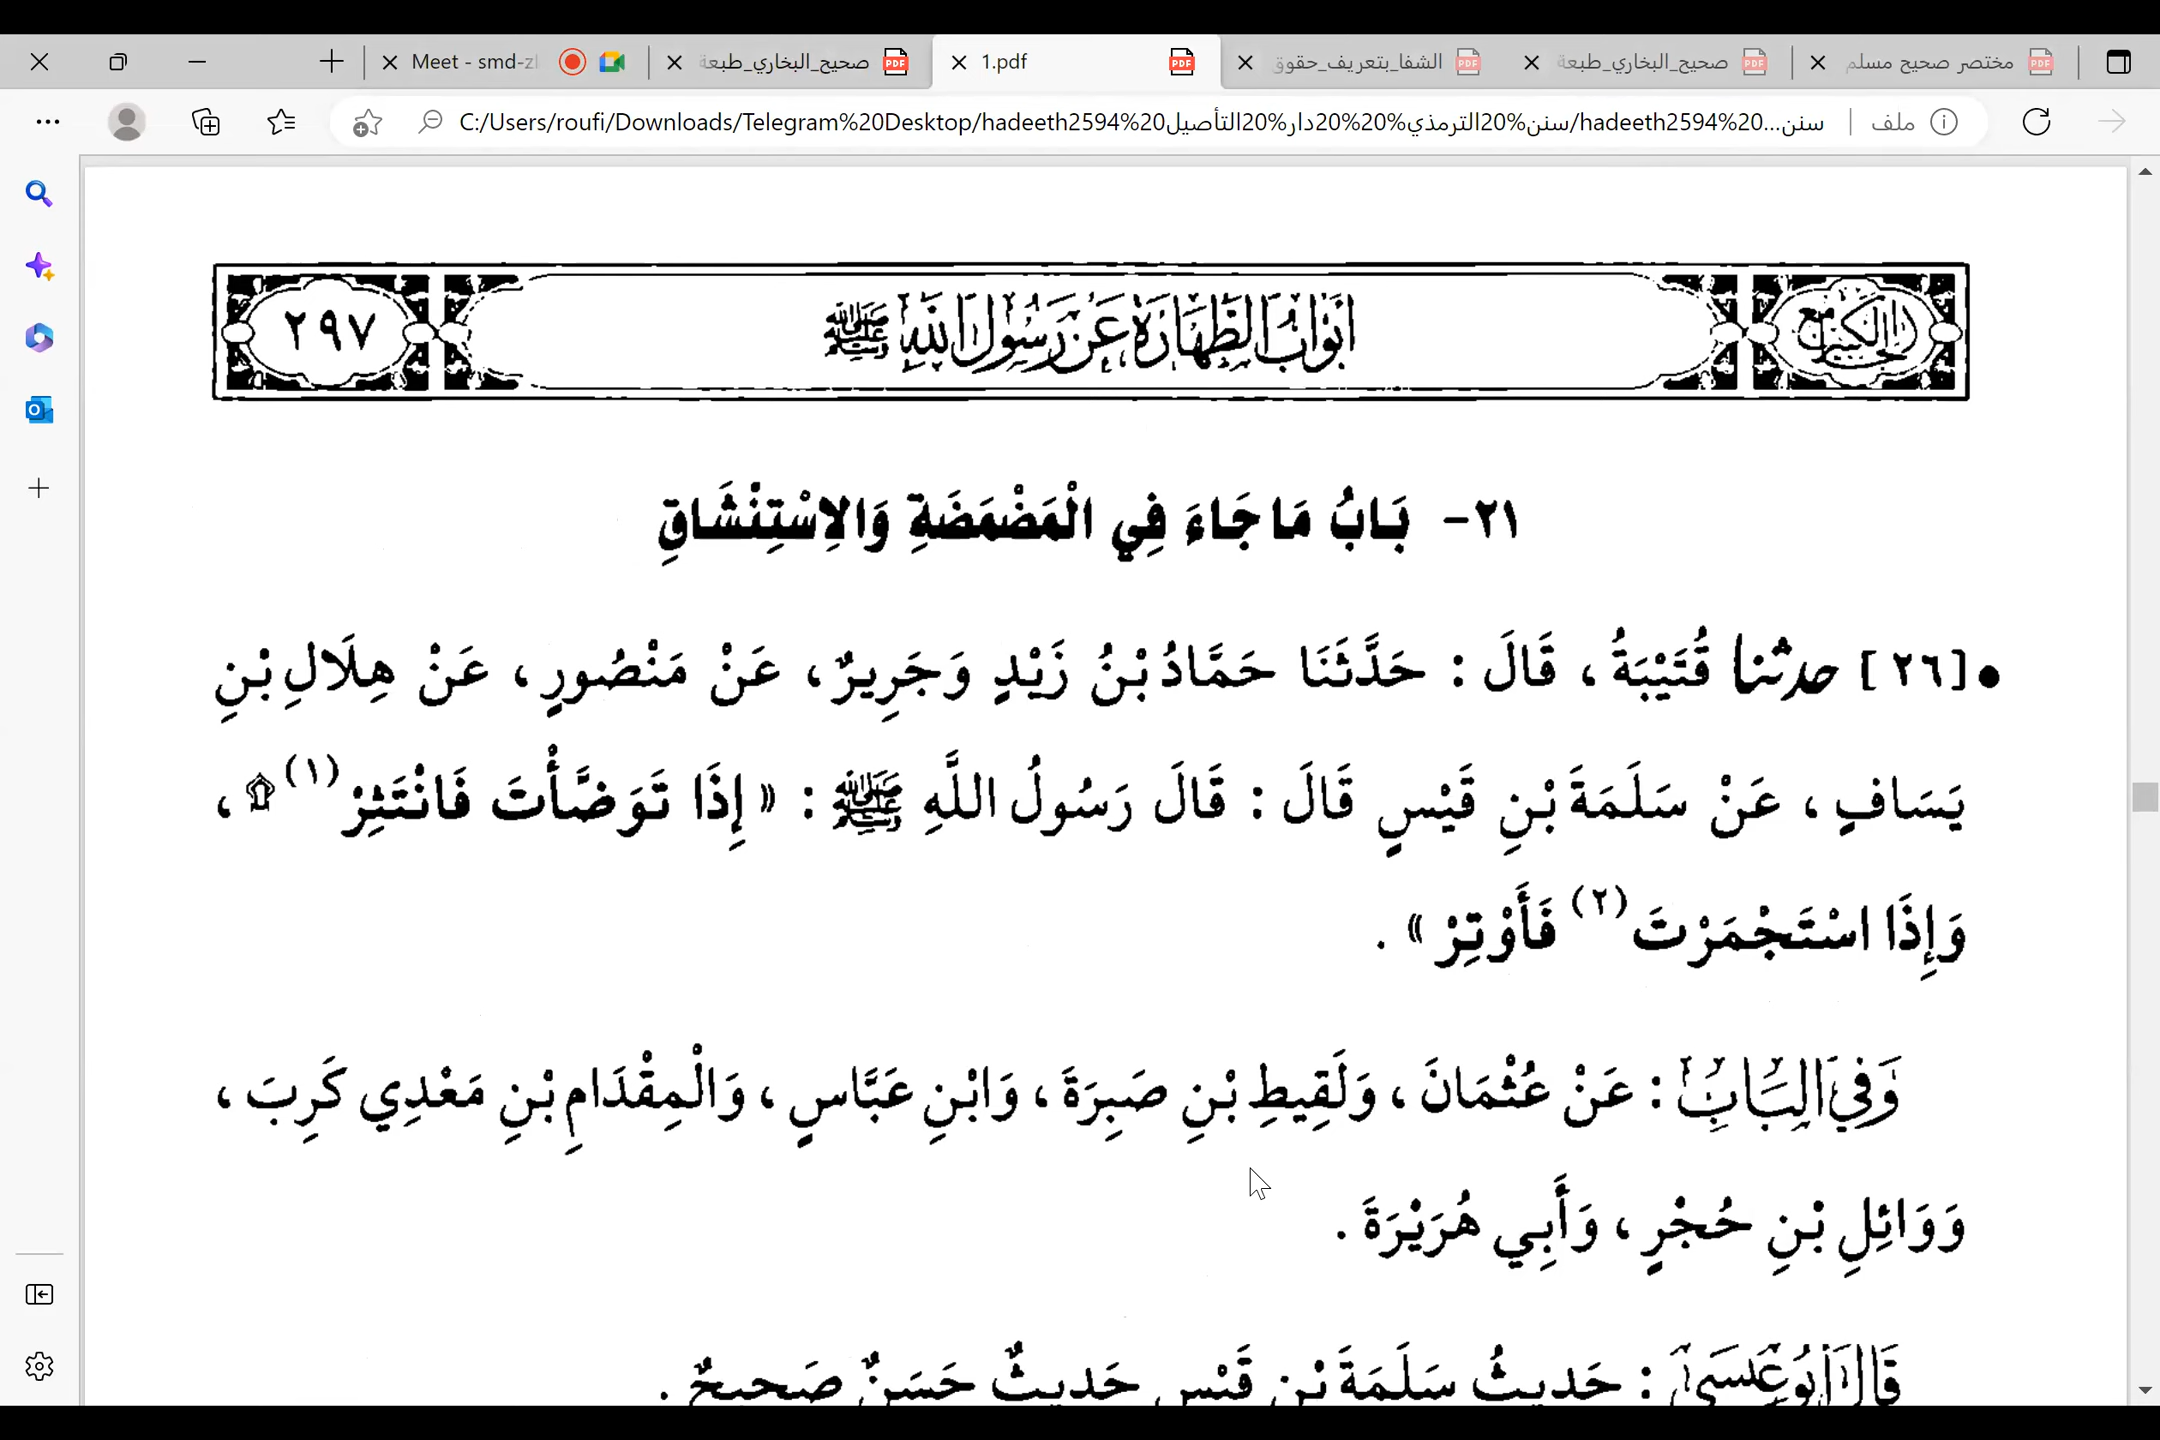 Meet - smd-z
صحيح_البخاري_طبعة
1.pdf
الشفا_بتعريف_حقوق
صحيح_البخاري_طبعة
مختصر صحيح مسلم
C:/Users/roufi/Downloads/Telegram%20Desktop/hadeeth2594%20سنن%20الترمذي%20%20دار%20التأصيل/hadeeth2594%20...سنن
ملف
الجامع الكبير
أبواب الطهارة عن رسول الله ﷺ
٢٩٧
٢١- بَابُ مَا جَاءَ فِي الْمَضْمَضَةِ وَالِاسْتِنْشَاقِ
• [٢٦] حدثنا قُتَيْبَةُ، قَالَ : حَدَّثَنَا حَمَّادُ بْنُ زَيْدٍ وَجَرِيرٌ، عَنْ مَنْصُورٍ، عَنْ هِلَالِ بْنِ
يَسَافٍ، عَنْ سَلَمَةَ بْنِ قَيْسٍ قَالَ : قَالَ رَسُولُ اللَّهِ ﷺ : «إِذَا تَوَضَّأْتَ فَانْتَثِرْ(١)،
وَإِذَا اسْتَجْمَرْتَ(٢) فَأَوْتِرْ» .
وَفِي الْبَابِ : عَنْ عُثْمَانَ، وَلَقِيطِ بْنِ صَبِرَةَ، وَابْنِ عَبَّاسٍ، وَالْمِقْدَامِ بْنِ مَعْدِي كَرِبَ،
وَوَائِلِ بْنِ حُجْرٍ، وَأَبِي هُرَيْرَةَ .
قَالَ أَبُو عِيسَى : حَدِيثُ سَلَمَةَ بْنِ قَيْسٍ حَدِيثٌ حَسَنٌ صَحِيحٌ .